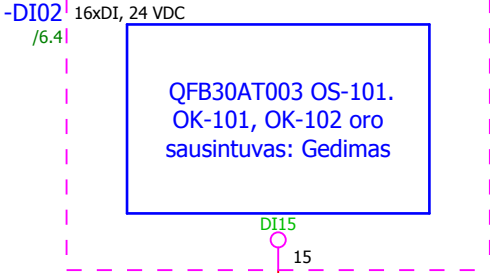 -DI02 16xDI, 24 VDC
/6.4
QFB30AT003 OS-101.
OK-101, OK-102 oro
sausintuvas: Gedimas
DI15
15